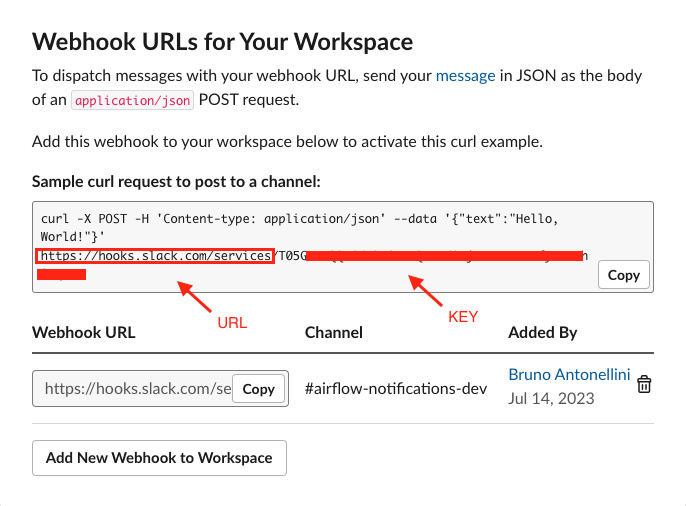 Webhook URLs for Your Workspace
To dispatch messages with your webhook URL, send your message in JSON as the body
of an application/json POST request.
Add this webhook to your workspace below to activate this curl example.
Sample curl request to post to a channel:
curl -X POST -H 'Content-type: application/json' --data '{"text":"Hello,
World!"}'
https://hooks.slack.com/services/T05G
Copy
URL
KEY
Webhook URL Channel Added By
https://hooks.slack.com/se Copy #airflow-notifications-dev Bruno Antonellini
Jul 14, 2023
Add New Webhook to Workspace